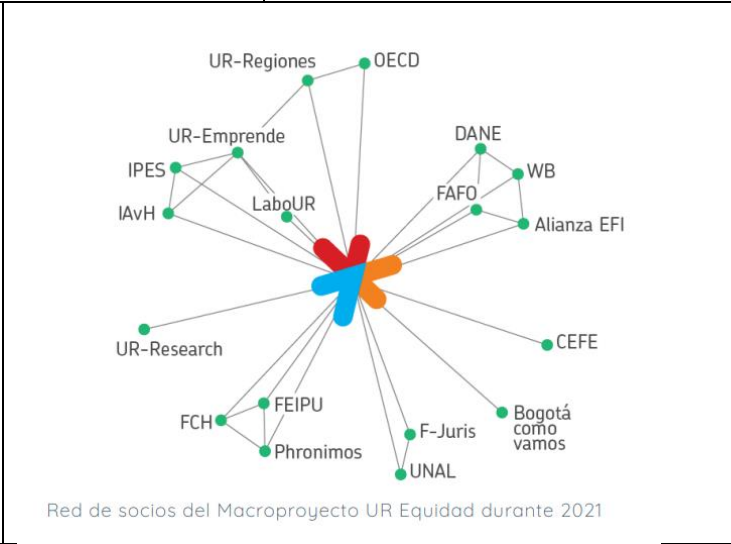 UR-Regiones
OECD
UR-Emprende
DANE
IPES
WB
LaboUR
FAFO
IAvH
Alianza EFI
UR-Research
CEFE
FEIPU
FCH
Bogotá
como
vamos
F-Juris
Phronimos
UNAL
Red de socios del Macroproyecto UR Equidad durante 2021